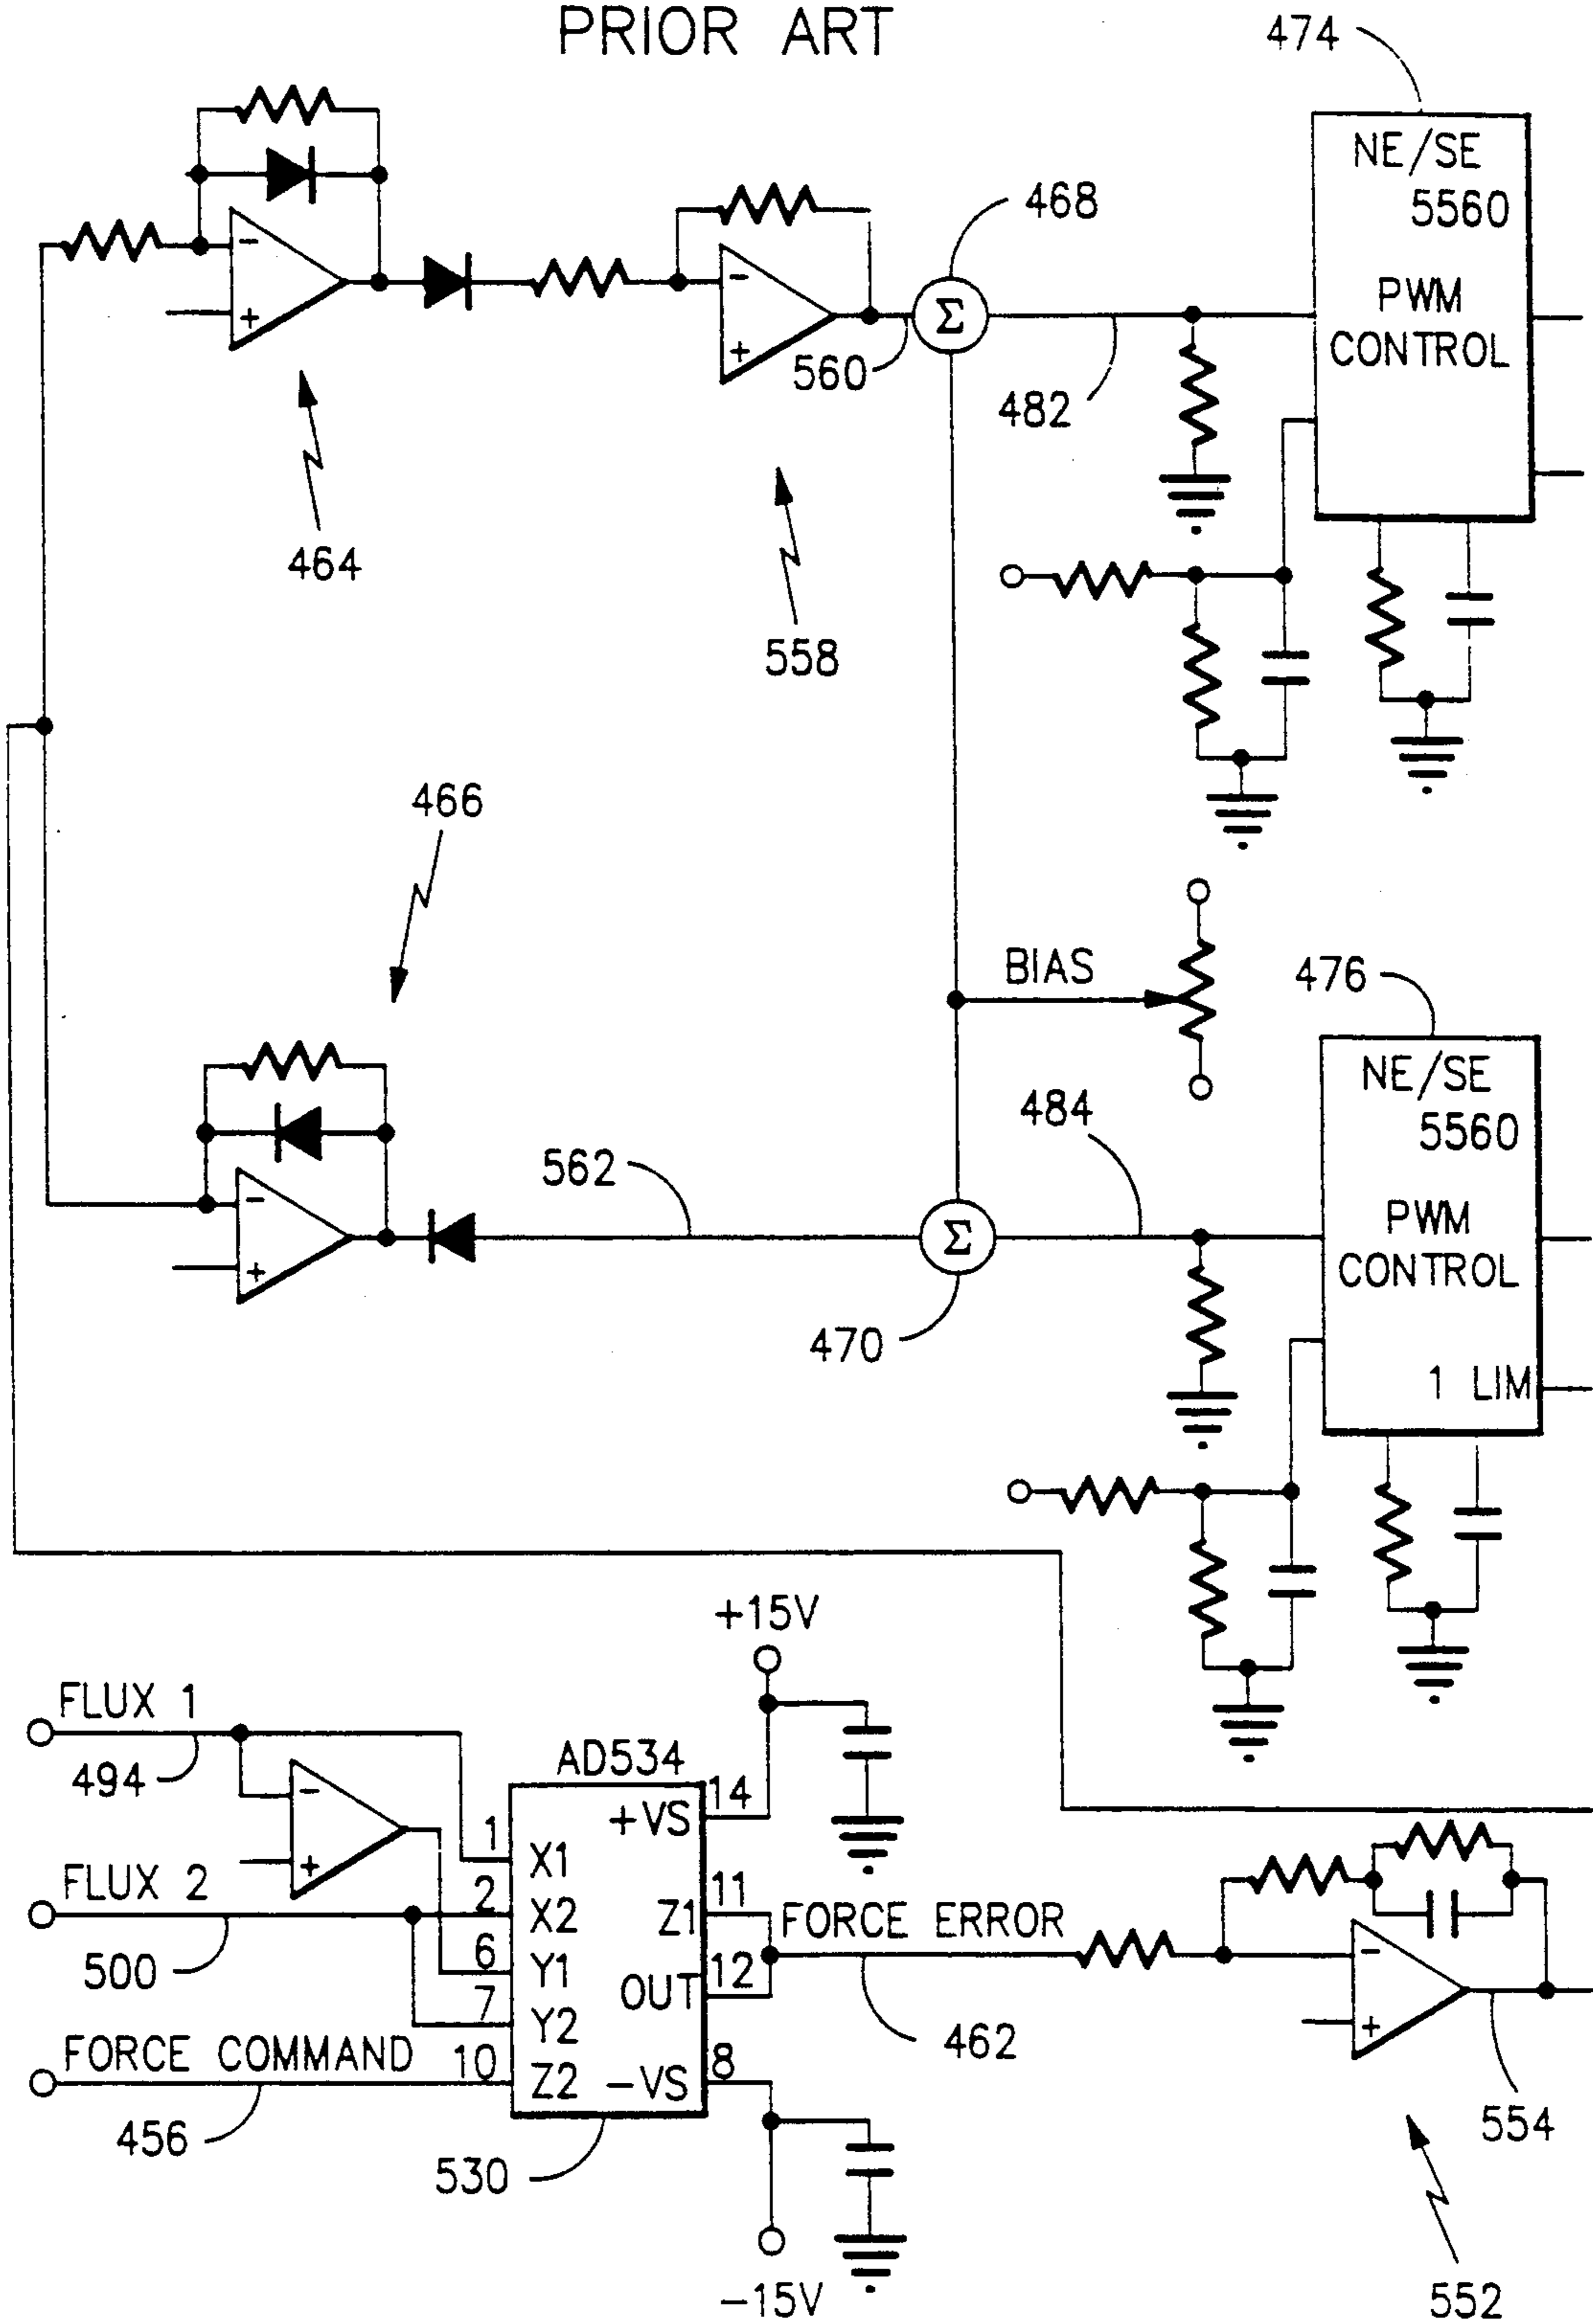 PRIOR ART
474
NE/SE
5560
PWM
CONTROL
468
Σ
560
482
-
+
-
+
464
558
466
BIAS
476
NE/SE
5560
PWM
CONTROL
1 LIM
484
562
Σ
-
+
470
+15V
FLUX 1
494
AD534
-
+
1
X1
+VS
14
FLUX 2
500
2
X2
Z1
11
FORCE ERROR
6
Y1
OUT
12
462
7
Y2
-
+
554
FORCE COMMAND
456
10
Z2
-VS
8
530
-15V
552